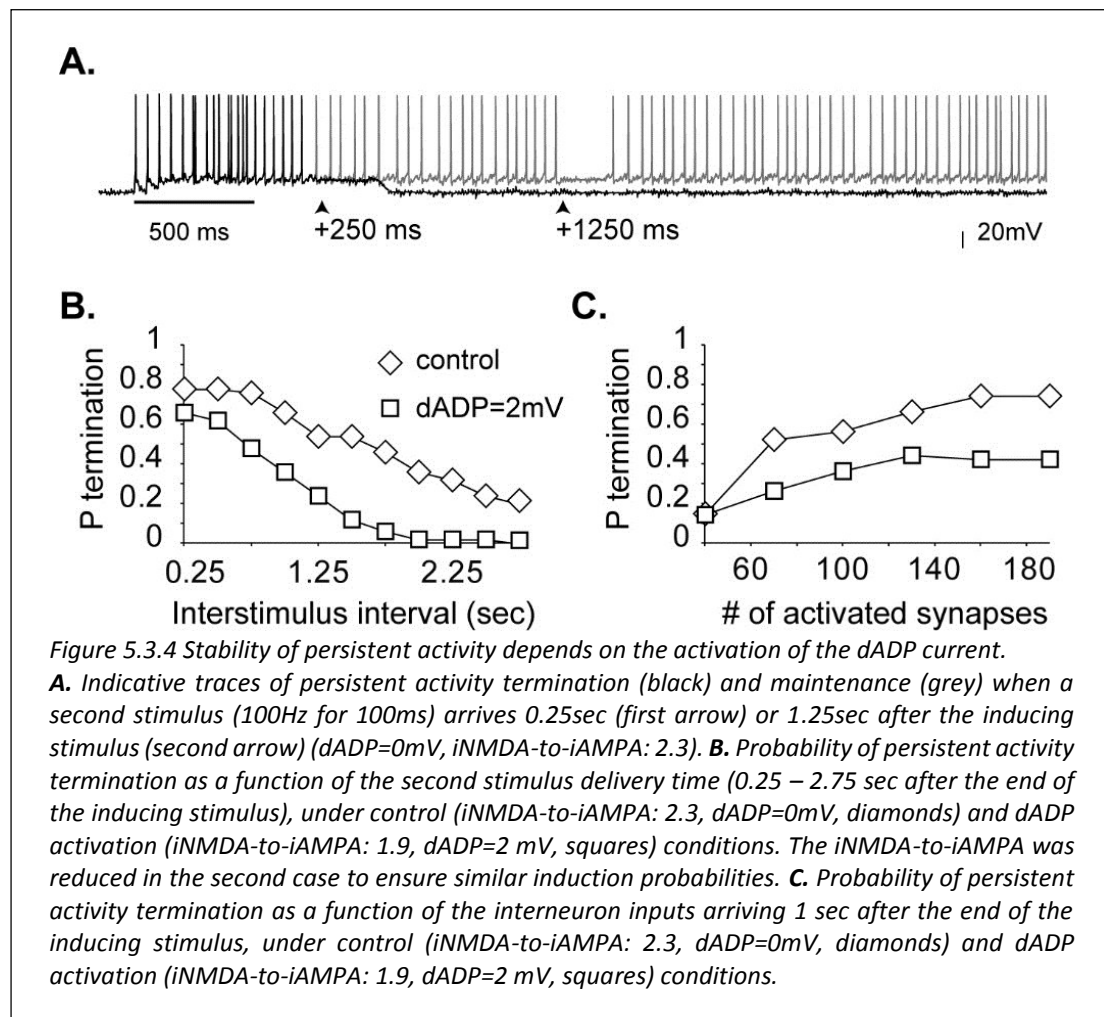 A.
500 ms
+250 ms
+1250 ms
20mV
B.
P termination
1
0.8
0.6
0.4
0.2
0
control
dADP=2mV
0.25
1.25
2.25
Interstimulus interval (sec)
C.
P termination
1
0.8
0.6
0.4
0.2
0
60
100
140
180
# of activated synapses
Figure 5.3.4 Stability of persistent activity depends on the activation of the dADP current.
A. Indicative traces of persistent activity termination (black) and maintenance (grey) when a
second stimulus (100Hz for 100ms) arrives 0.25sec (first arrow) or 1.25sec after the inducing
stimulus (second arrow) (dADP=0mV, iNMDA-to-iAMPA: 2.3). B. Probability of persistent activity
termination as a function of the second stimulus delivery time (0.25 – 2.75 sec after the end of
the inducing stimulus), under control (iNMDA-to-iAMPA: 2.3, dADP=0mV, diamonds) and dADP
activation (iNMDA-to-iAMPA: 1.9, dADP=2 mV, squares) conditions. The iNMDA-to-iAMPA was
reduced in the second case to ensure similar induction probabilities. C. Probability of persistent
activity termination as a function of the interneuron inputs arriving 1 sec after the end of the
inducing stimulus, under control (iNMDA-to-iAMPA: 2.3, dADP=0mV, diamonds) and dADP
activation (iNMDA-to-iAMPA: 1.9, dADP=2 mV, squares) conditions.